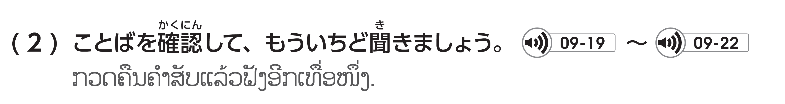 (2) ことばを確認して、もういちど聞きましょう。 09-19 ～ 09-22
ກວດຄືນຄໍາສັບແລ້ວຟັງອີກເທື່ອໜຶ່ງ.